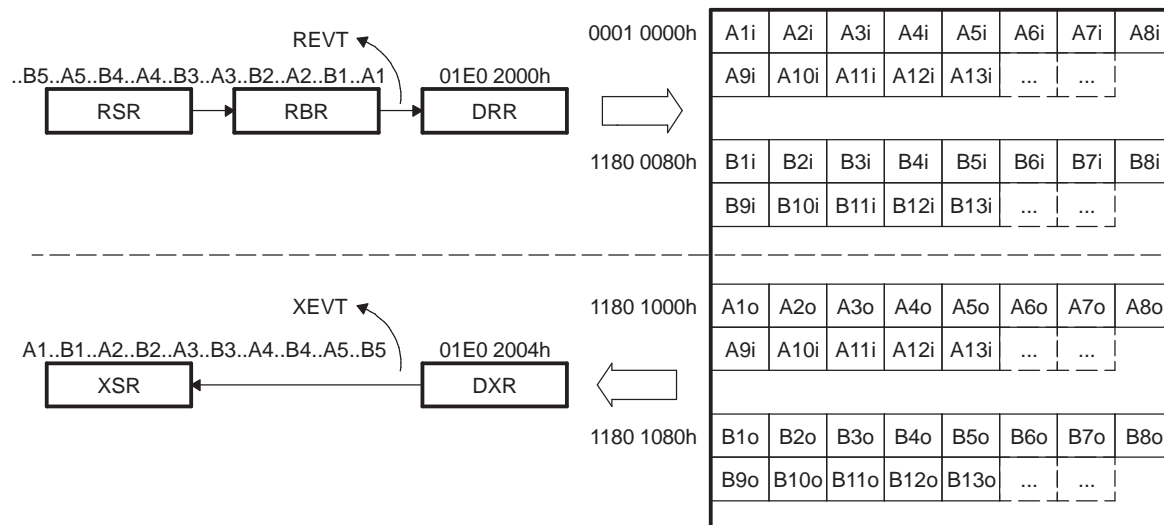 REVT
0001 0000h
A1i A2i A3i A4i A5i A6i A7i A8i
..B5..A5..B4..A4..B3..A3..B2..A2..B1..A1
01E0 2000h
A9i A10i A11i A12i A13i ... ...
RSR RBR DRR
1180 0080h
B1i B2i B3i B4i B5i B6i B7i B8i
B9i B10i B11i B12i B13i ... ...
XEVT
1180 1000h
A1o A2o A3o A4o A5o A6o A7o A8o
A1..B1..A2..B2..A3..B3..A4..B4..A5..B5
01E0 2004h
A9i A10i A11i A12i A13i ... ...
XSR DXR
1180 1080h
B1o B2o B3o B4o B5o B6o B7o B8o
B9o B10o B11o B12o B13o ... ...